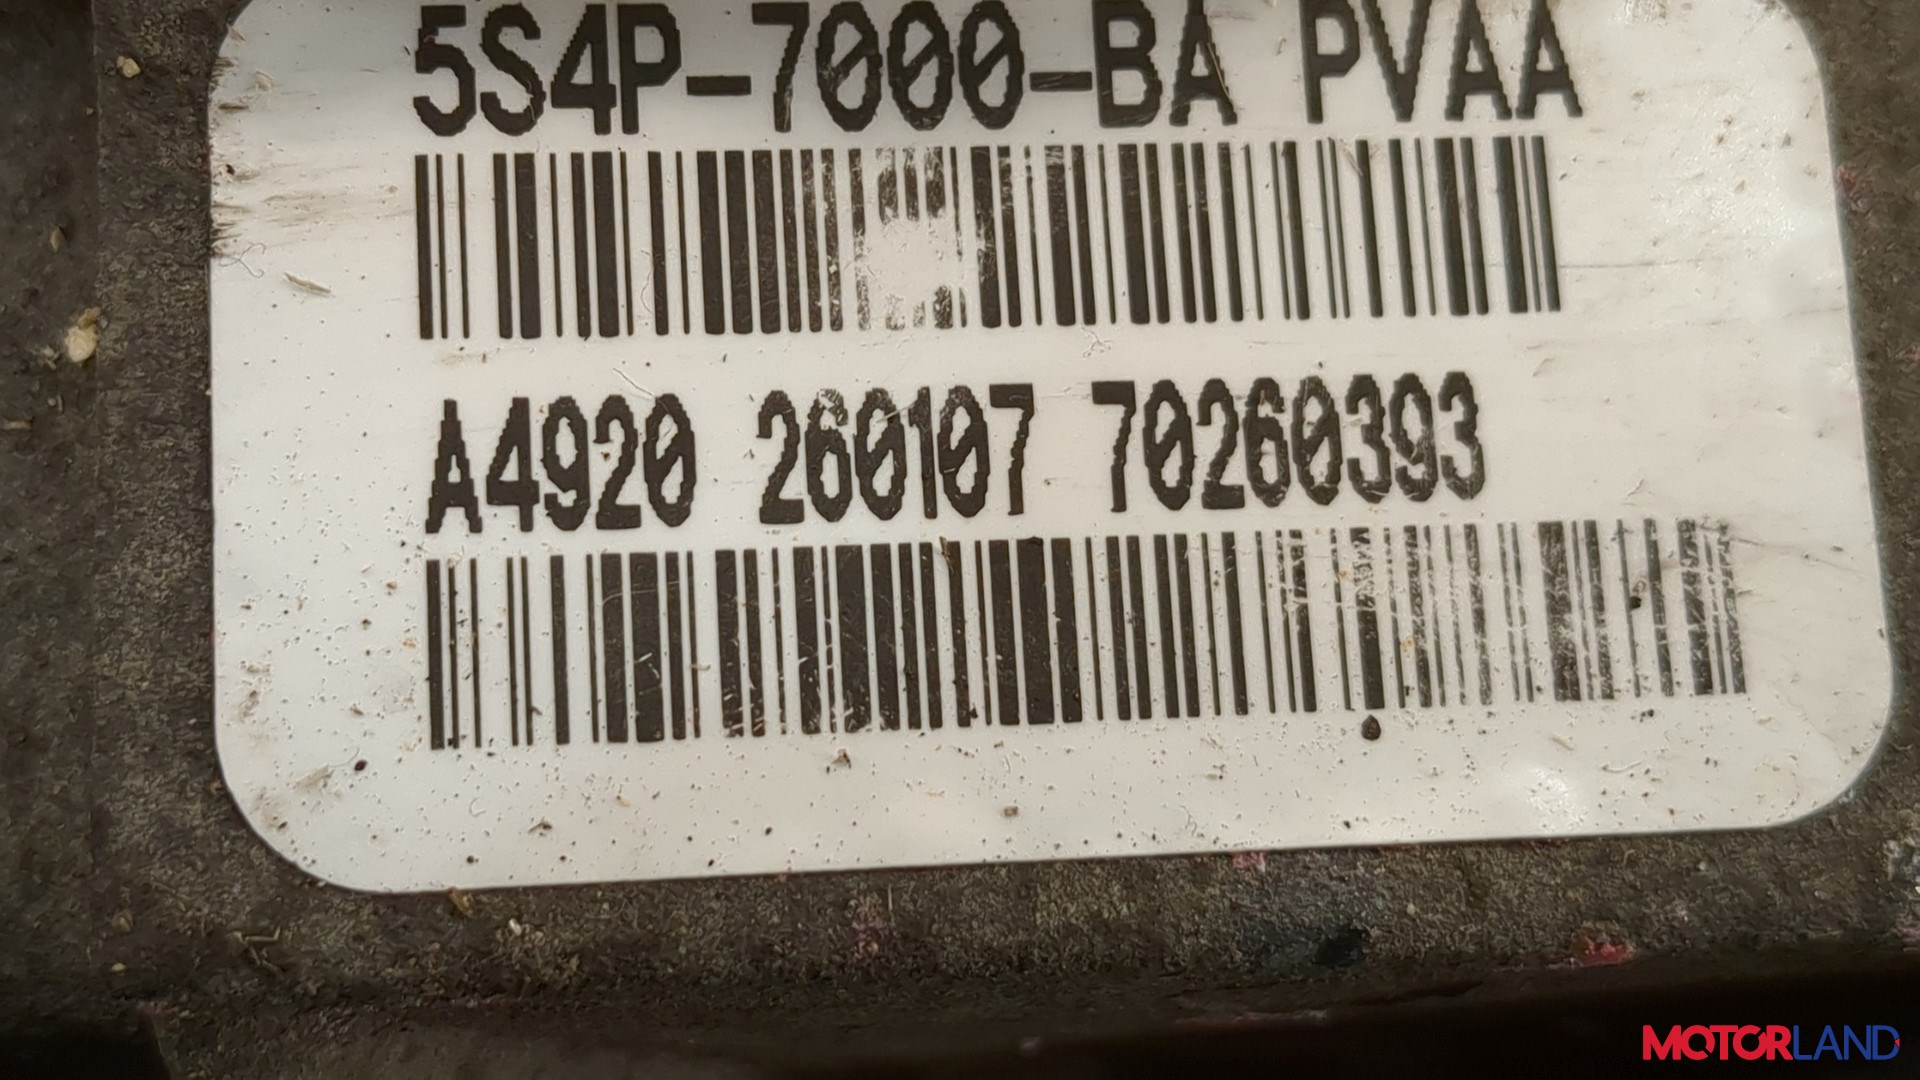 5S4P-7000-BA PVAA
A4920 260107 70260393
MOTORLAND